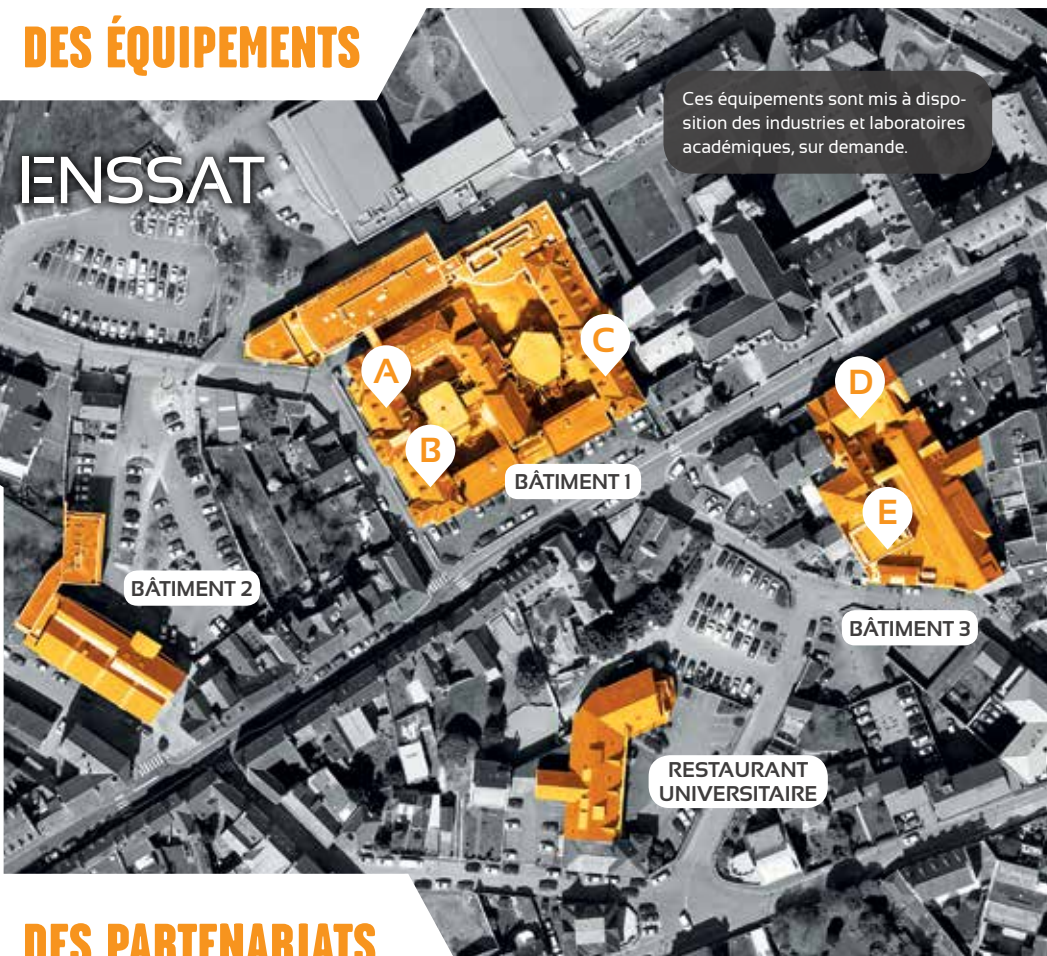 DES ÉQUIPEMENTS
Ces équipements sont mis à dispo-
sition des industries et laboratoires
académiques, sur demande.
ENSSAT
A
B
C
D
E
BÂTIMENT 1
BÂTIMENT 2
BÂTIMENT 3
RESTAURANT
UNIVERSITAIRE
DES PARTENARIATS